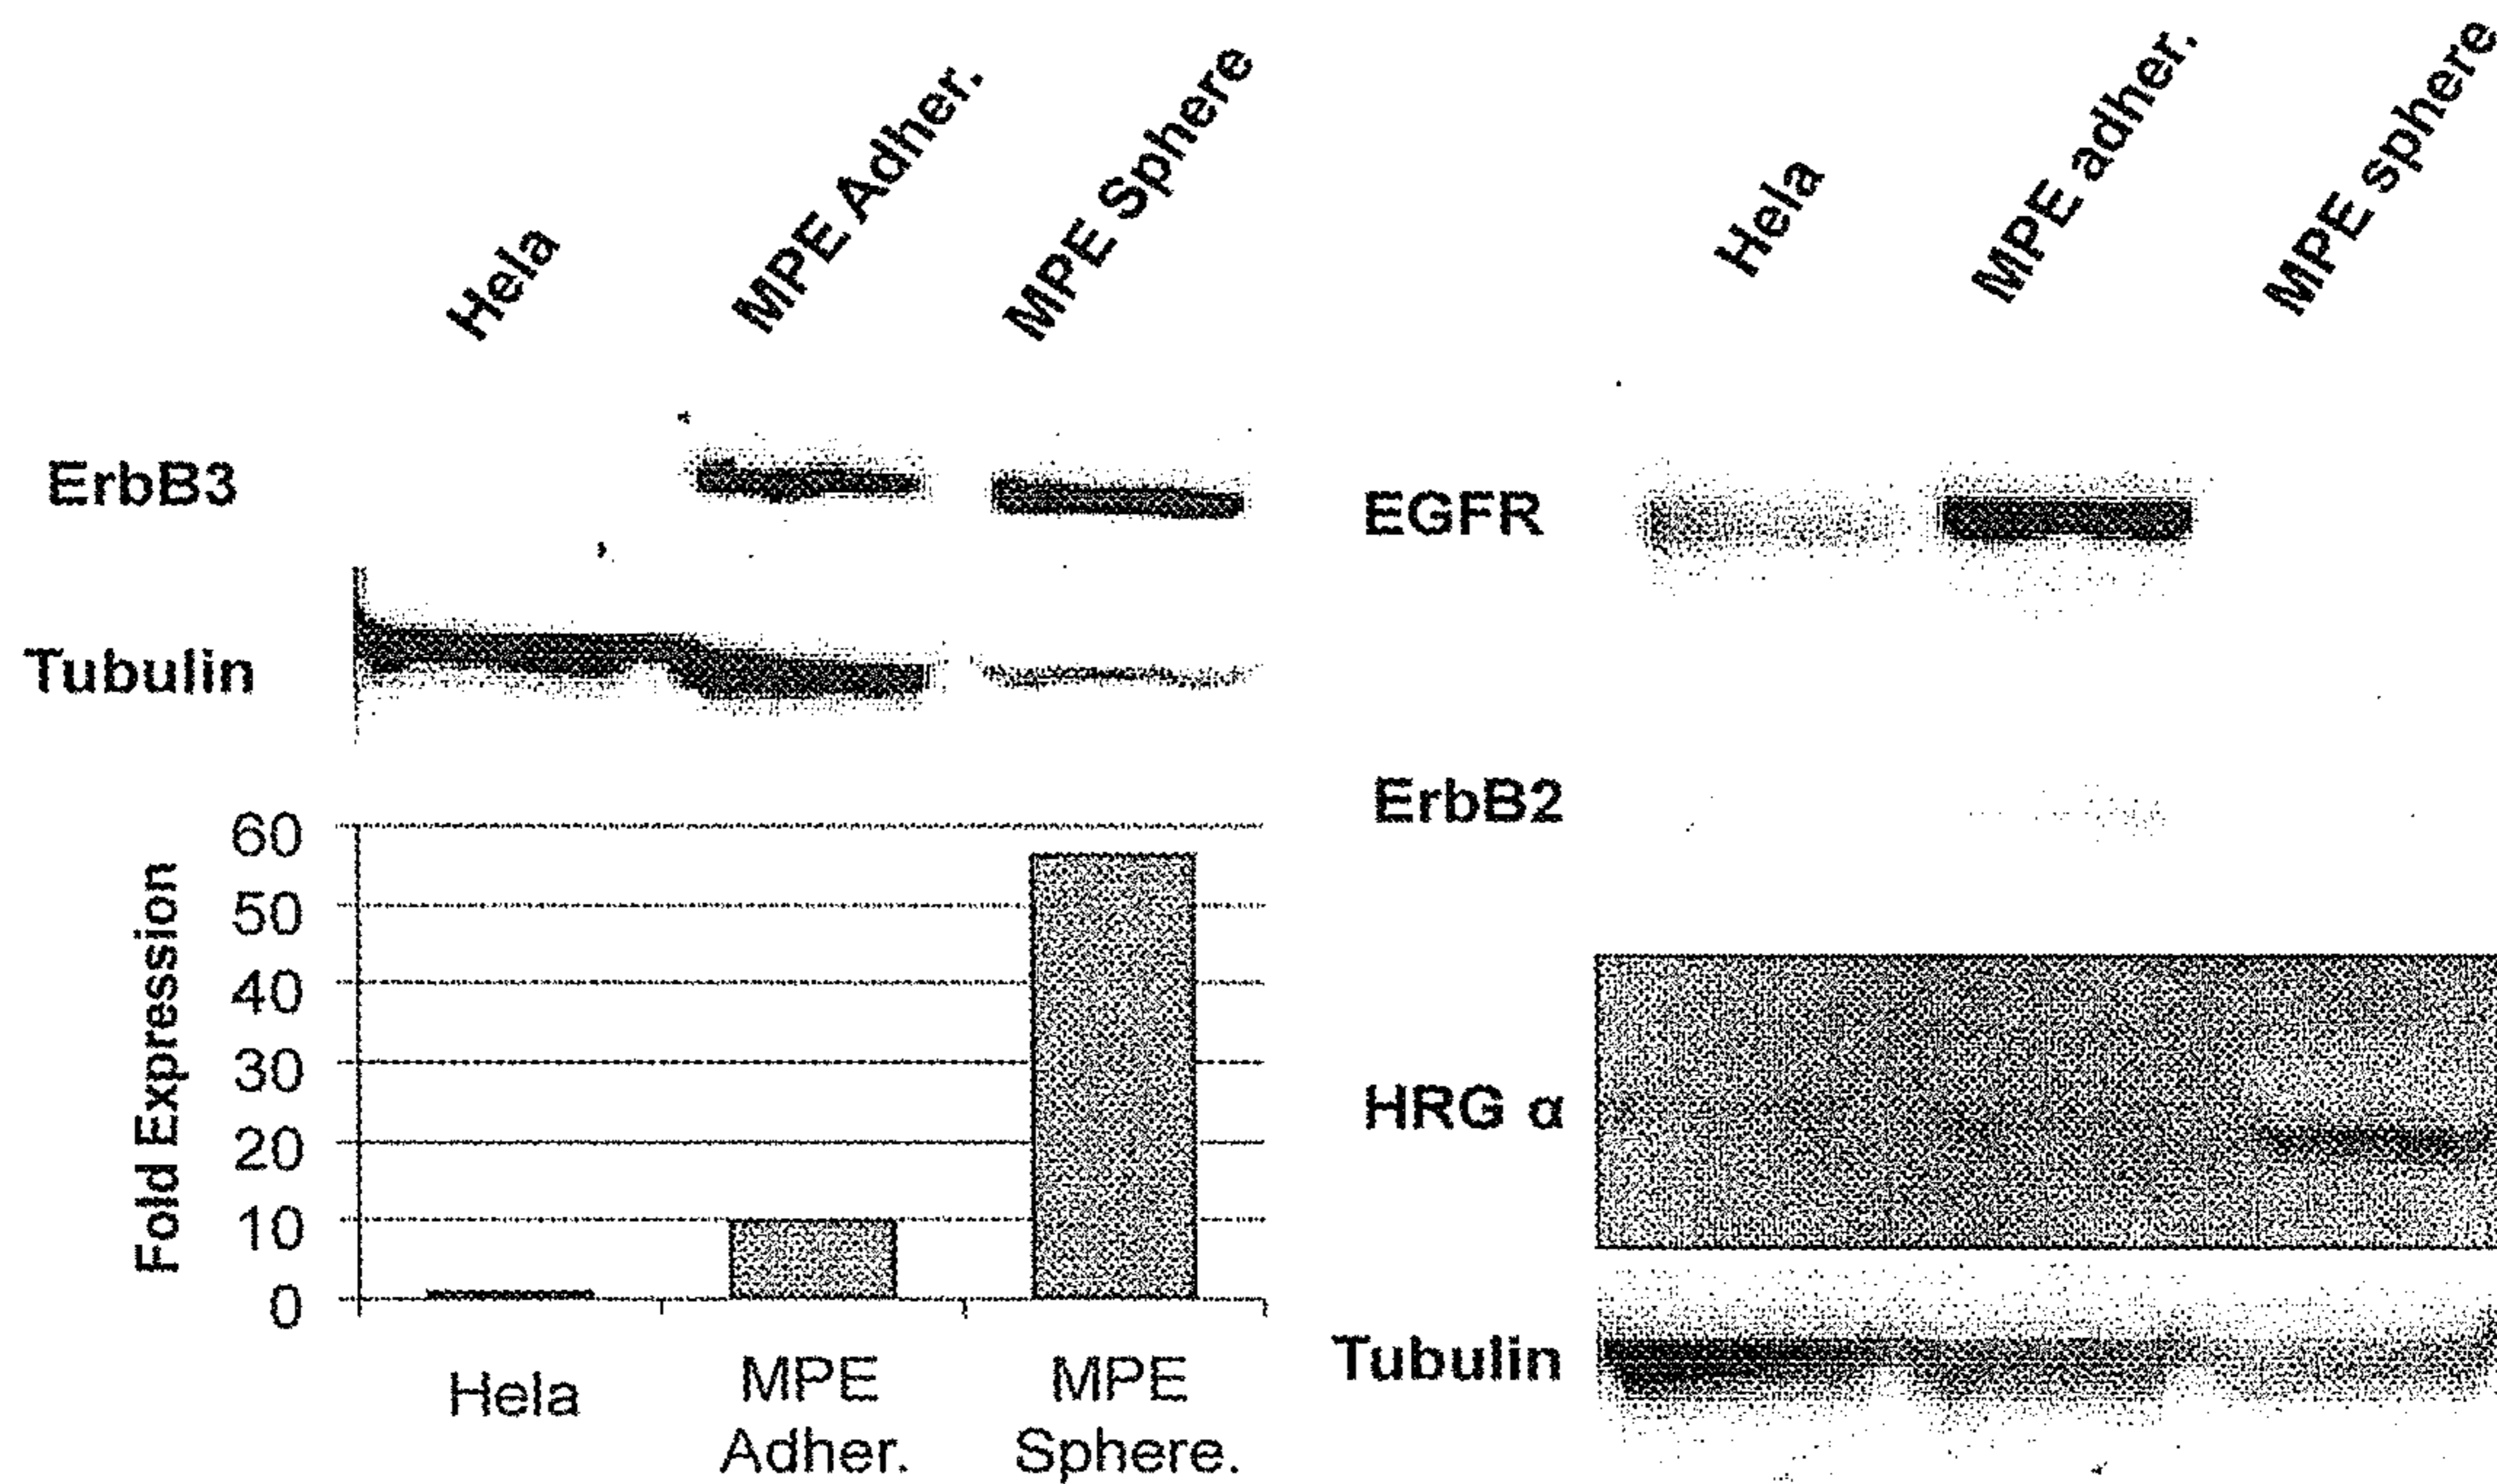 Hela
MPE Adher.
MPE Sphere
ErbB3
Tubulin
Fold Expression
60
50
40
30
20
10
0
Hela
MPE
Adher.
MPE
Sphere.
Hela
MPE adher.
MPE sphere
EGFR
ErbB2
HRG α
Tubulin